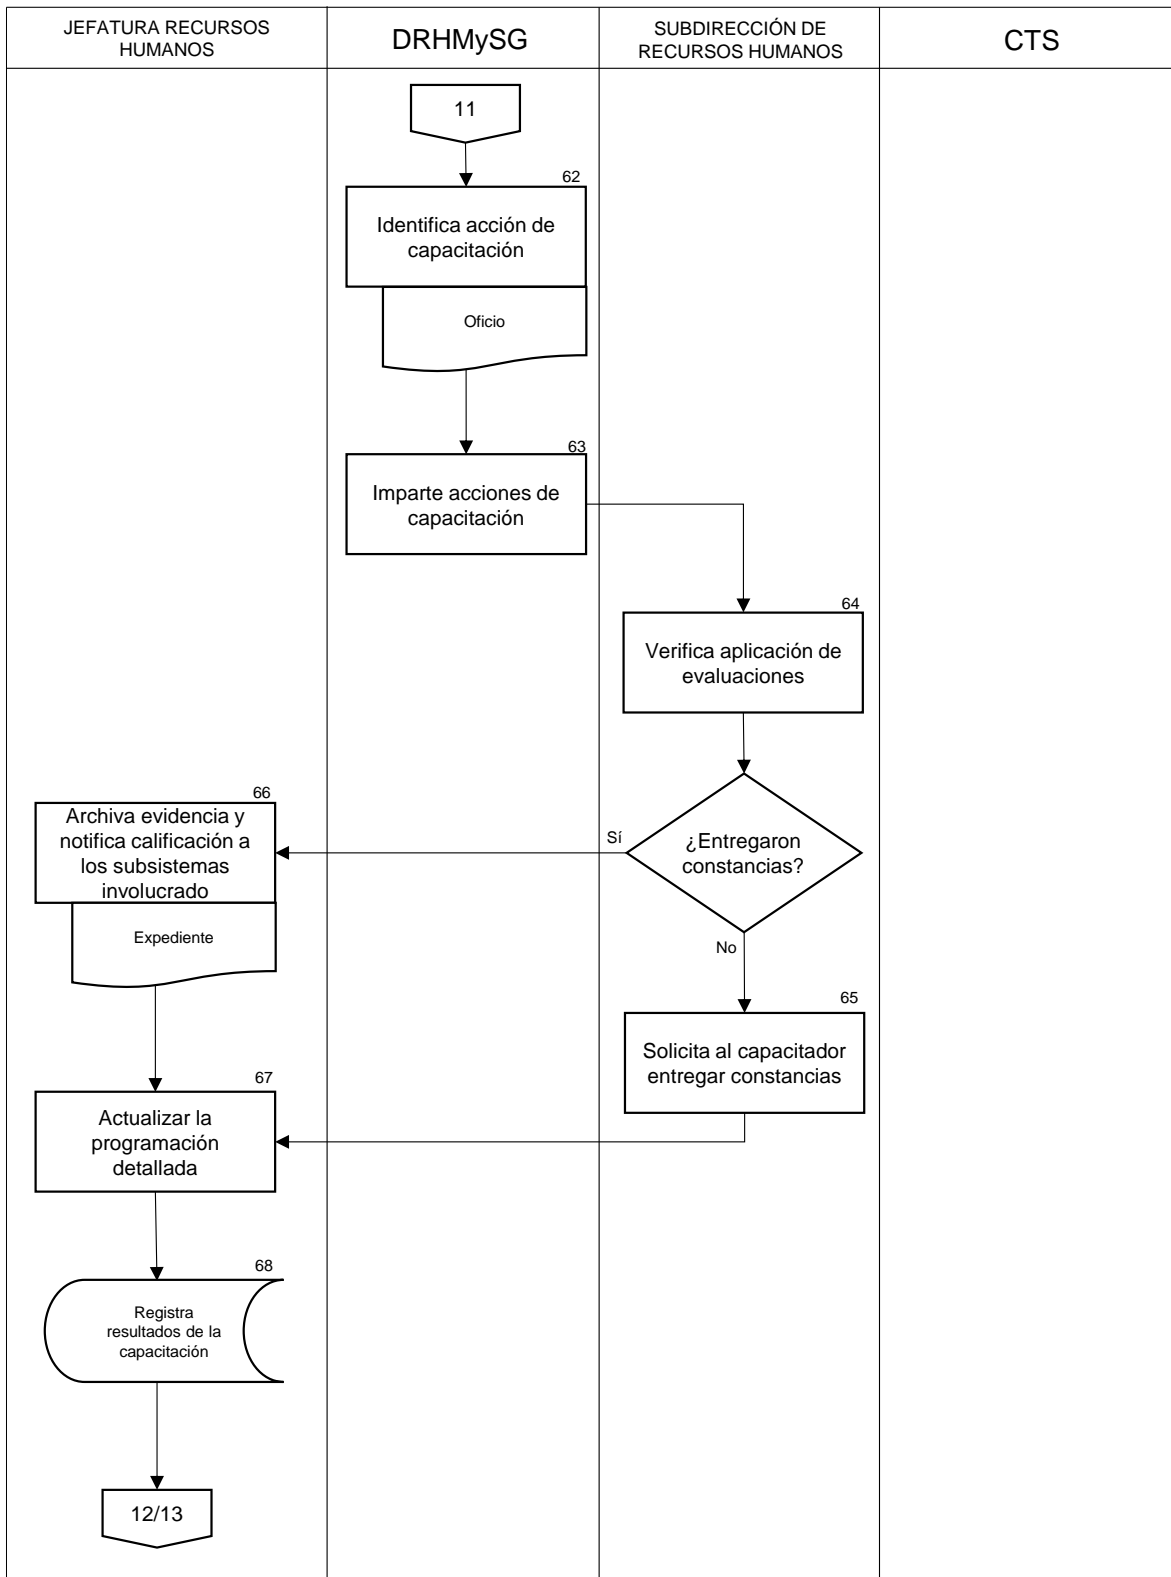 JEFATURA RECURSOS
HUMANOS
DRHMySG
SUBDIRECCIÓN DE
RECURSOS HUMANOS
CTS
11
62
Identifica acción de
capacitación
Oficio
63
Imparte acciones de
capacitación
64
Verifica aplicación de
evaluaciones
¿Entregaron
constancias?
Sí
No
66
Archiva evidencia y
notifica calificación a
los subsistemas
involucrado
Expediente
65
Solicita al capacitador
entregar constancias
67
Actualizar la
programación
detallada
68
Registra
resultados de la
capacitación
12/13